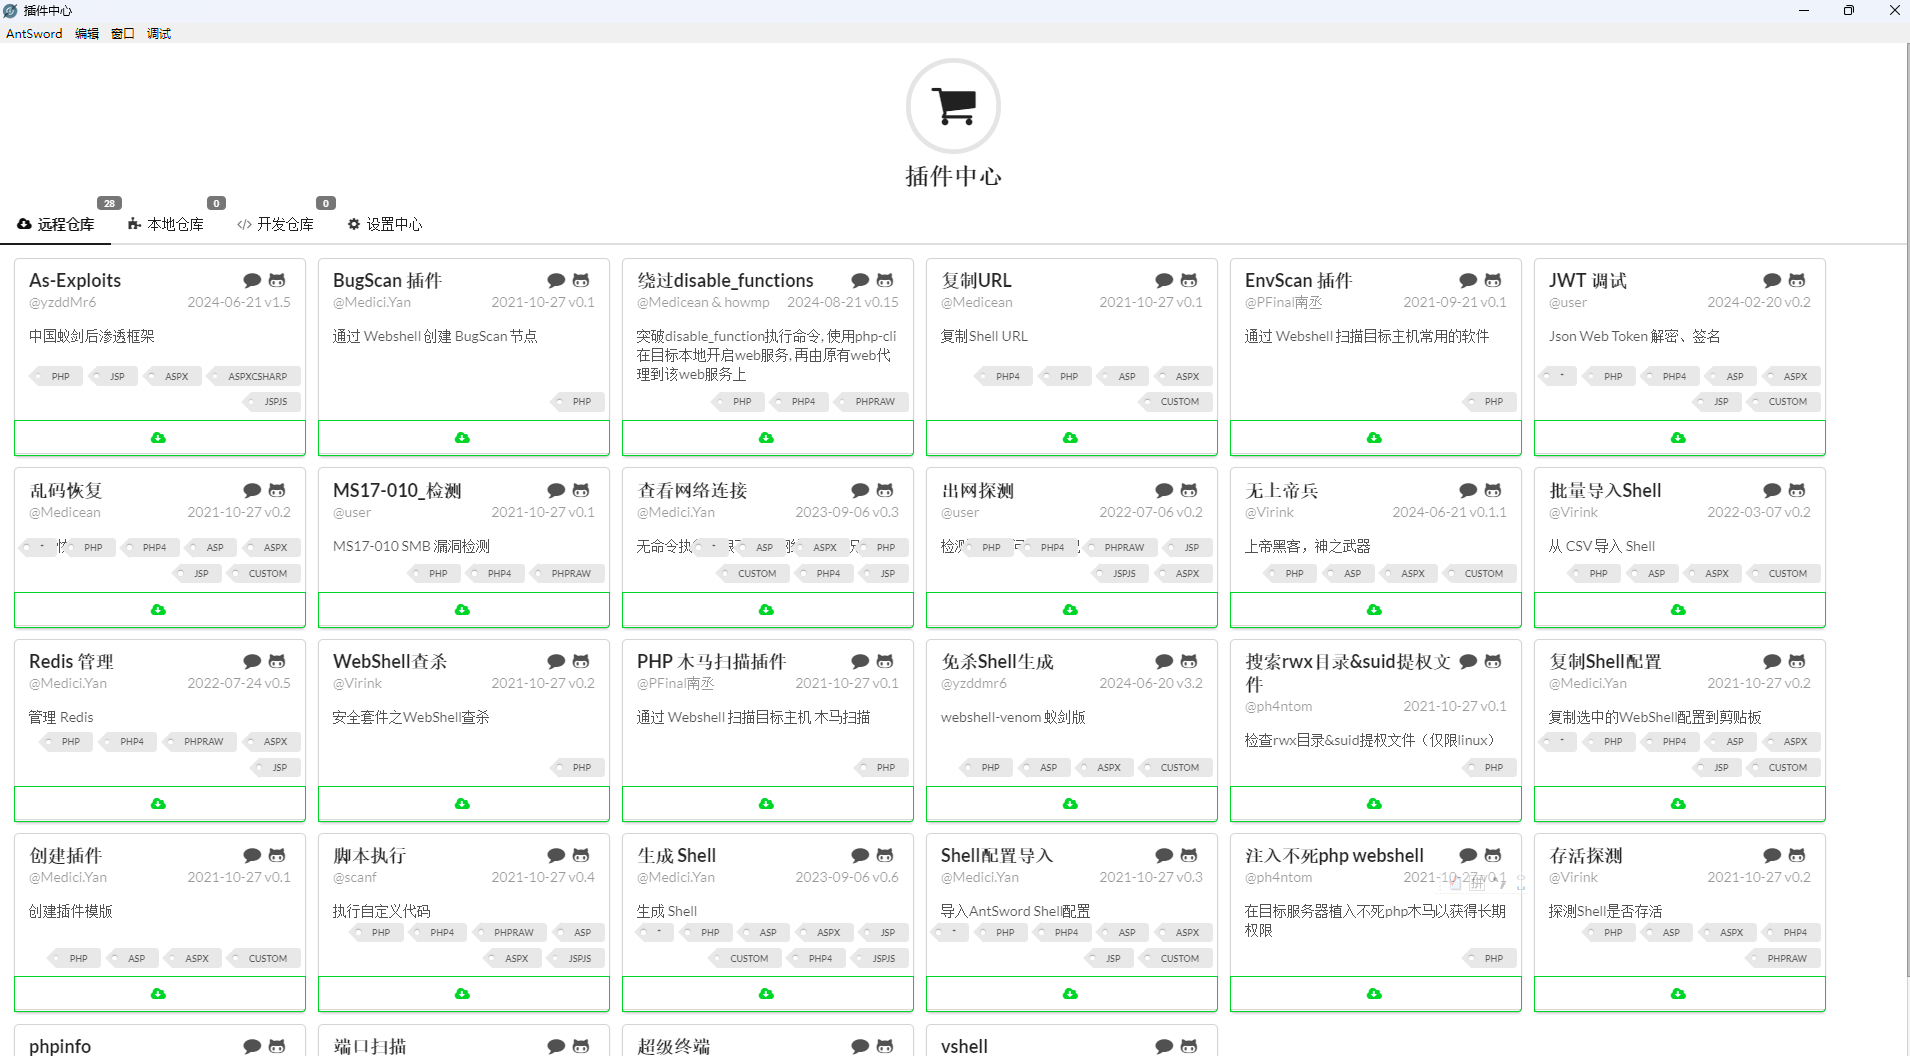 插件中心
AntSword 编辑 窗口 调试
插件中心
28 0 0
远程仓库 本地仓库 </> 开发仓库 设置中心
As-Exploits
@yzddMr6 2024-06-21 v1.5
中国蚁剑后渗透框架
PHP JSP ASPX ASPXCSHARP
JSPJS
BugScan 插件
@Medici.Yan 2021-10-27 v0.1
通过 Webshell 创建 BugScan 节点
PHP
绕过disable_functions
@Medicean & howmp 2024-08-21 v0.15
突破disable_function执行命令, 使用php-cli
在目标本地开启web服务, 再由原有web代
理到该web服务上
PHP PHP4 PHPRAW
复制URL
@Medicean 2021-10-27 v0.1
复制Shell URL
PHP4 PHP ASP ASPX
CUSTOM
EnvScan 插件
@PFinal南丞 2021-09-21 v0.1
通过 Webshell 扫描目标主机常用的软件
PHP
JWT 调试
@user 2024-02-20 v0.2
Json Web Token 解密、签名
- PHP PHP4 ASP ASPX
JSP CUSTOM
乱码恢复
@Medicean 2021-10-27 v0.2
- PHP PHP4 ASP ASPX
JSP CUSTOM
MS17-010_检测
@user 2021-10-27 v0.1
MS17-010 SMB 漏洞检测
PHP PHP4 PHPRAW
查看网络连接
@Medici.Yan 2023-09-06 v0.3
无命令执
- ASP ASPX PHP
CUSTOM PHP4 JSP
出网探测
@user 2022-07-06 v0.2
PHP PHP4 PHPRAW JSP
JSPJS ASPX
无上帝兵
@Virink 2024-06-21 v0.1.1
上帝黑客，神之武器
PHP ASP ASPX CUSTOM
批量导入Shell
@Virink 2022-03-07 v0.2
从 CSV 导入 Shell
PHP ASP ASPX CUSTOM
Redis 管理
@Medici.Yan 2022-07-24 v0.5
管理 Redis
PHP PHP4 PHPRAW ASPX
JSP
WebShell查杀
@Virink 2021-10-27 v0.2
安全套件之WebShell查杀
PHP
PHP 木马扫描插件
@PFinal南丞 2021-10-27 v0.1
通过 Webshell 扫描目标主机 木马扫描
PHP
免杀Shell生成
@yzddmr6 2024-06-20 v3.2
webshell-venom 蚁剑版
PHP ASP ASPX CUSTOM
搜索rwx目录&suid提权文
件
@ph4ntom 2021-10-27 v0.1
检查rwx目录&suid提权文件（仅限linux）
PHP
复制Shell配置
@Medici.Yan 2021-10-27 v0.2
复制选中的WebShell配置到剪贴板
- PHP PHP4 ASP ASPX
JSP CUSTOM
创建插件
@Medici.Yan 2021-10-27 v0.1
创建插件模版
PHP ASP ASPX CUSTOM
脚本执行
@scanf 2021-10-27 v0.4
执行自定义代码
PHP PHP4 PHPRAW ASP
ASPX JSPJS
生成 Shell
@Medici.Yan 2023-09-06 v0.6
生成 Shell
- PHP ASP ASPX JSP
CUSTOM PHP4 JSPJS
Shell配置导入
@Medici.Yan 2021-10-27 v0.3
导入AntSword Shell配置
- PHP PHP4 ASP ASPX
JSP CUSTOM
注入不死php webshell
@ph4ntom 2021-10-27 v0.1
在目标服务器植入不死php木马以获得长期
权限
PHP
存活探测
@Virink 2021-10-27 v0.2
探测Shell是否存活
PHP ASP ASPX PHP4
PHPRAW
phpinfo
端口扫描
超级终端
vshell